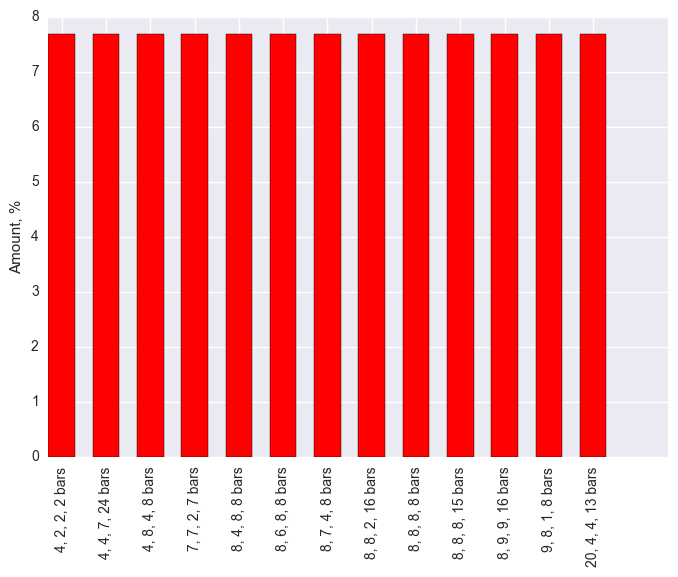 8
7
6
5
4
3
2
1
0
Amount, %
4, 2, 2, 2 bars
4, 4, 7, 24 bars
4, 8, 4, 8 bars
7, 7, 2, 7 bars
8, 4, 8, 8 bars
8, 6, 8, 8 bars
8, 7, 4, 8 bars
8, 8, 2, 16 bars
8, 8, 8, 8 bars
8, 8, 8, 15 bars
8, 9, 9, 16 bars
9, 8, 1, 8 bars
20, 4, 4, 13 bars